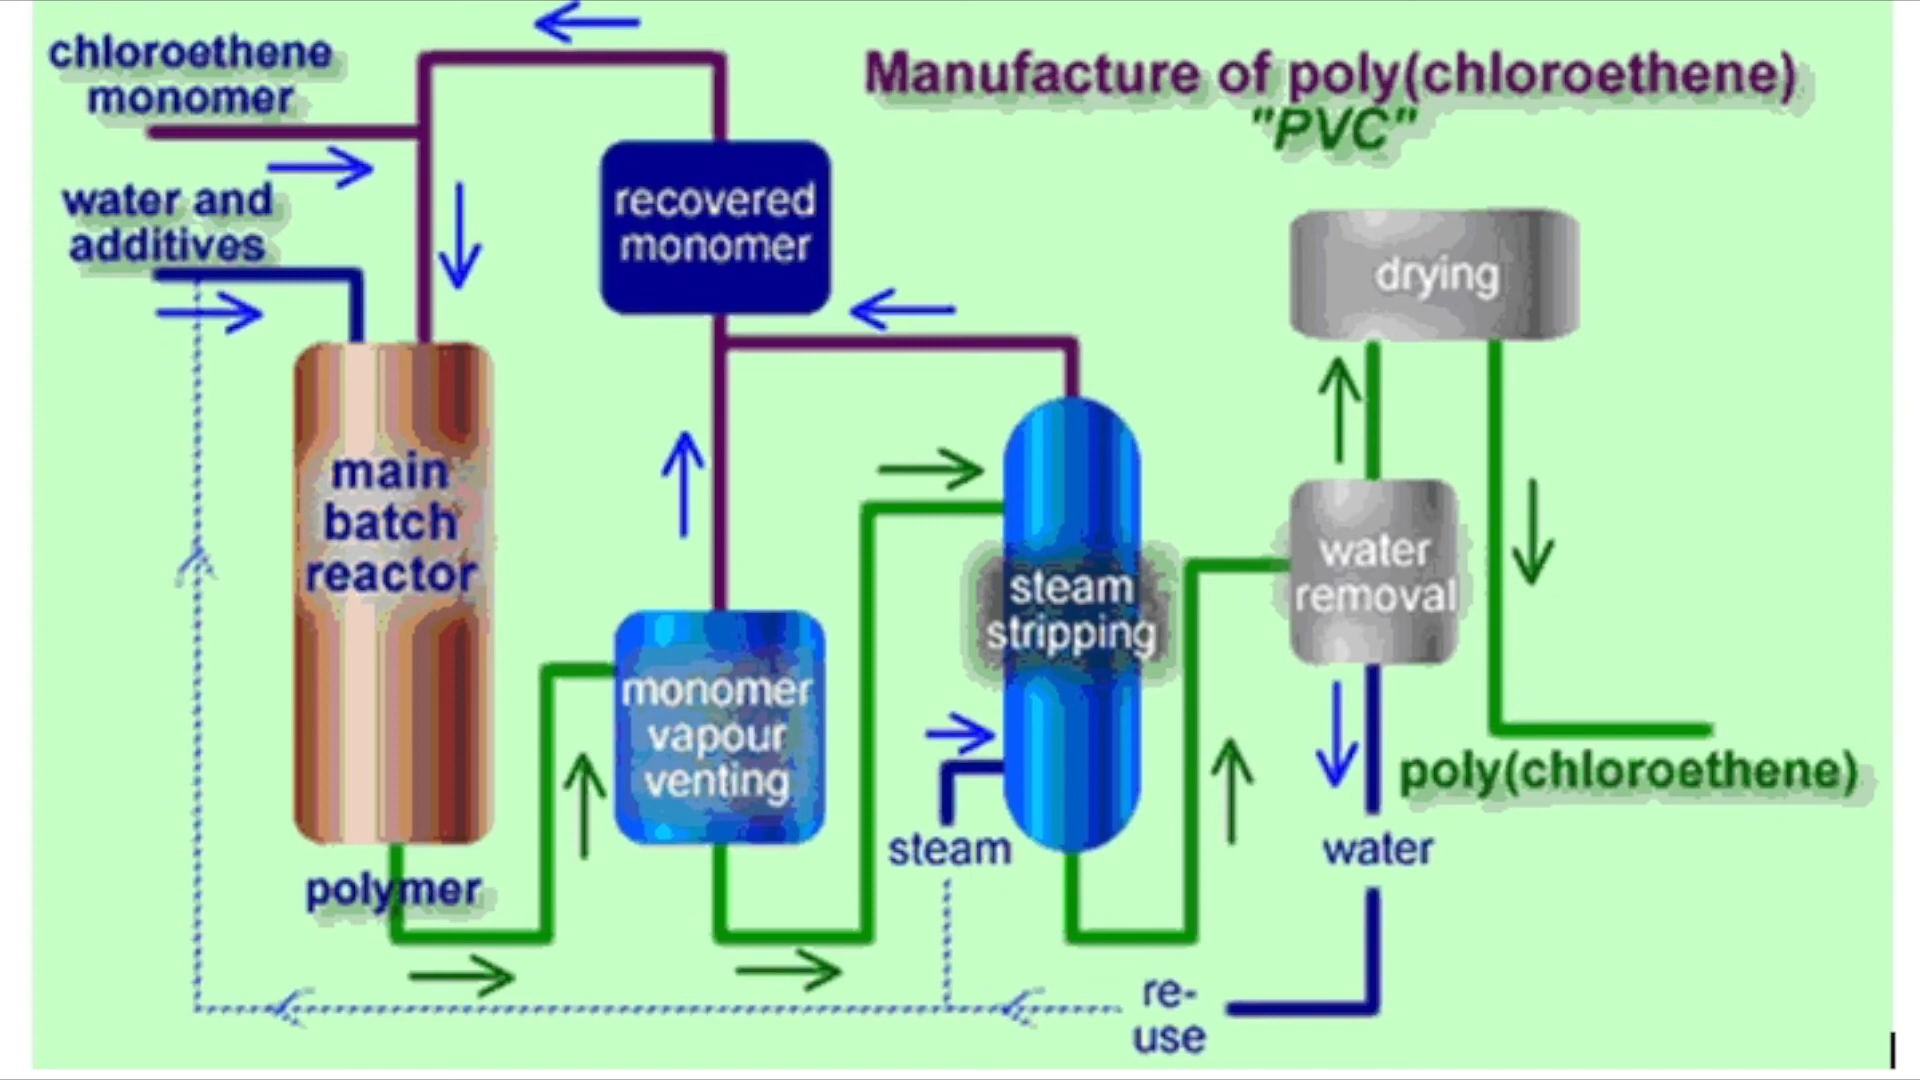 chloroethene
monomer
Manufacture of poly(chloroethene)
"PVC"
water and
additives
recovered
monomer
drying
main
batch
reactor
water
removal
steam
stripping
monomer
vapour
venting
poly(chloroethene)
steam
water
polymer
re-
use